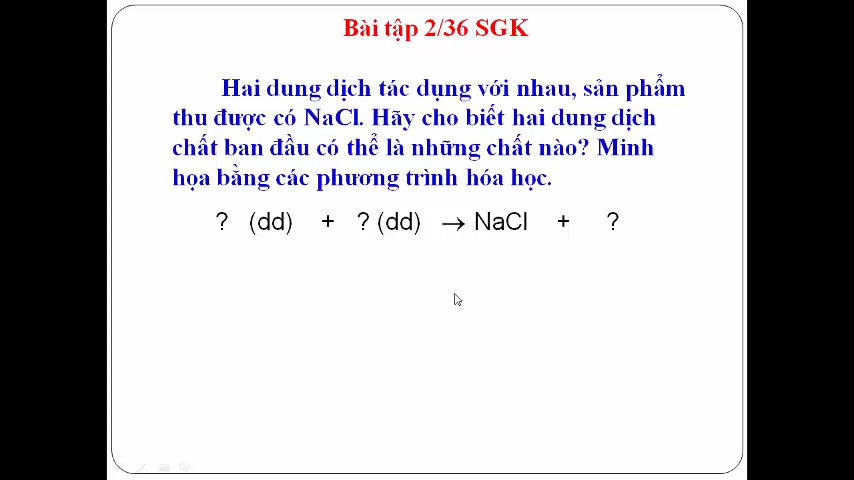 Bài tập 2/36 SGK
Hai dung dịch tác dụng với nhau, sản phẩm
thu được có NaCl. Hãy cho biết hai dung dịch
chất ban đầu có thể là những chất nào? Minh
họa bằng các phương trình hóa học.
? (dd) + ? (dd) → NaCl + ?